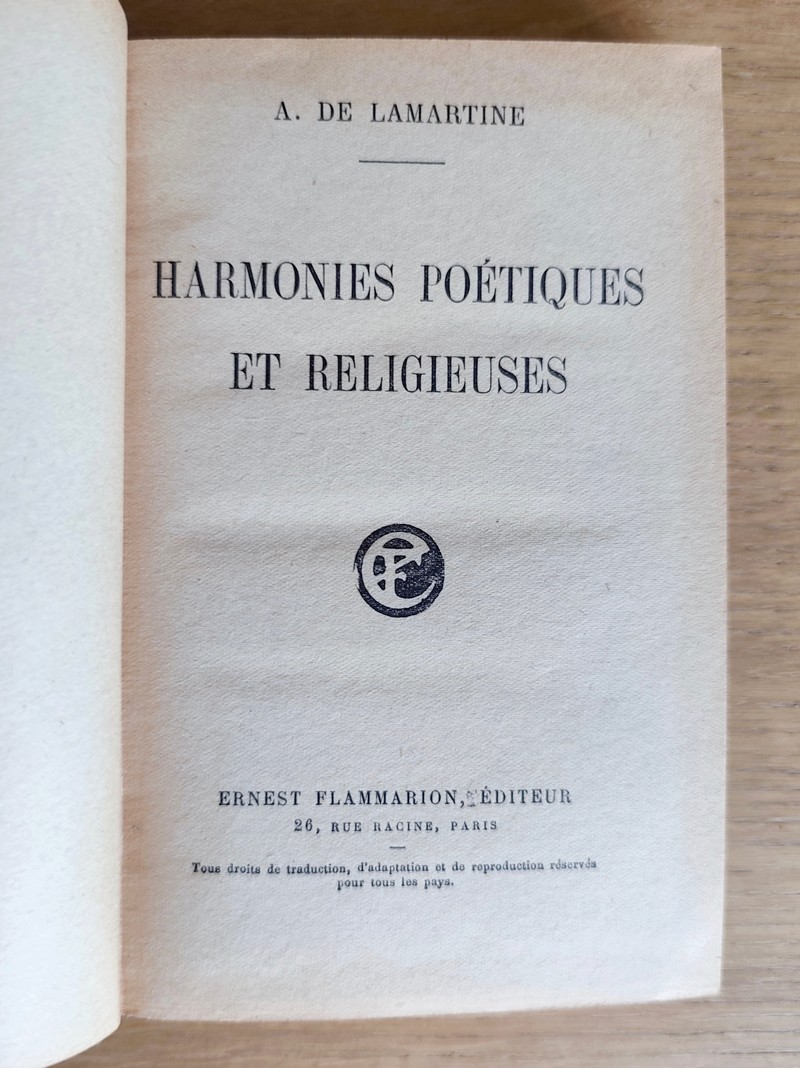 A. DE LAMARTINE
HARMONIES POÉTIQUES
ET RELIGIEUSES
ERNEST FLAMMARION, ÉDITEUR
26, RUE RACINE, PARIS
Tous droits de traduction, d'adaptation et de reproduction réservés
pour tous les pays.